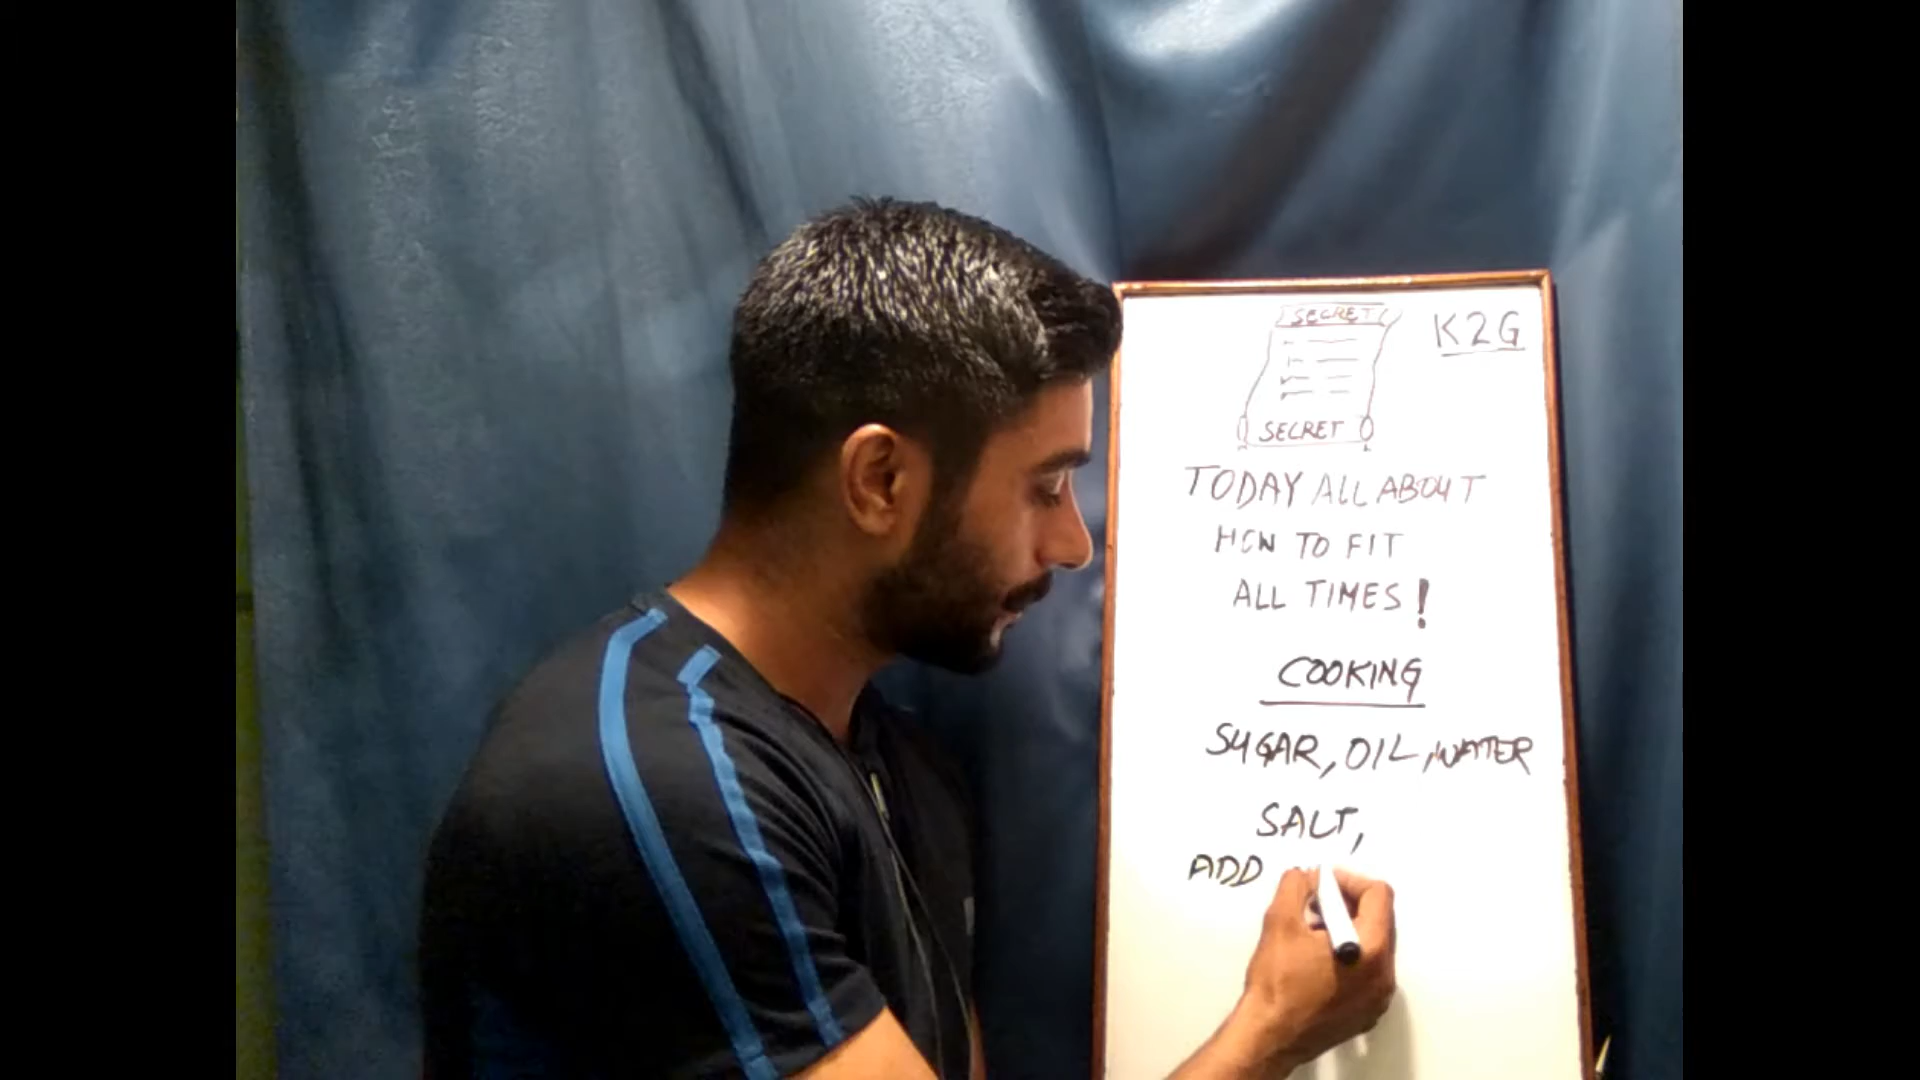 SECRET
K2G
SECRET
TODAY ALL ABOUT
HOW TO FIT
ALL TIMES!
COOKING
SUGAR, OIL, WATER
SALT,
ADD